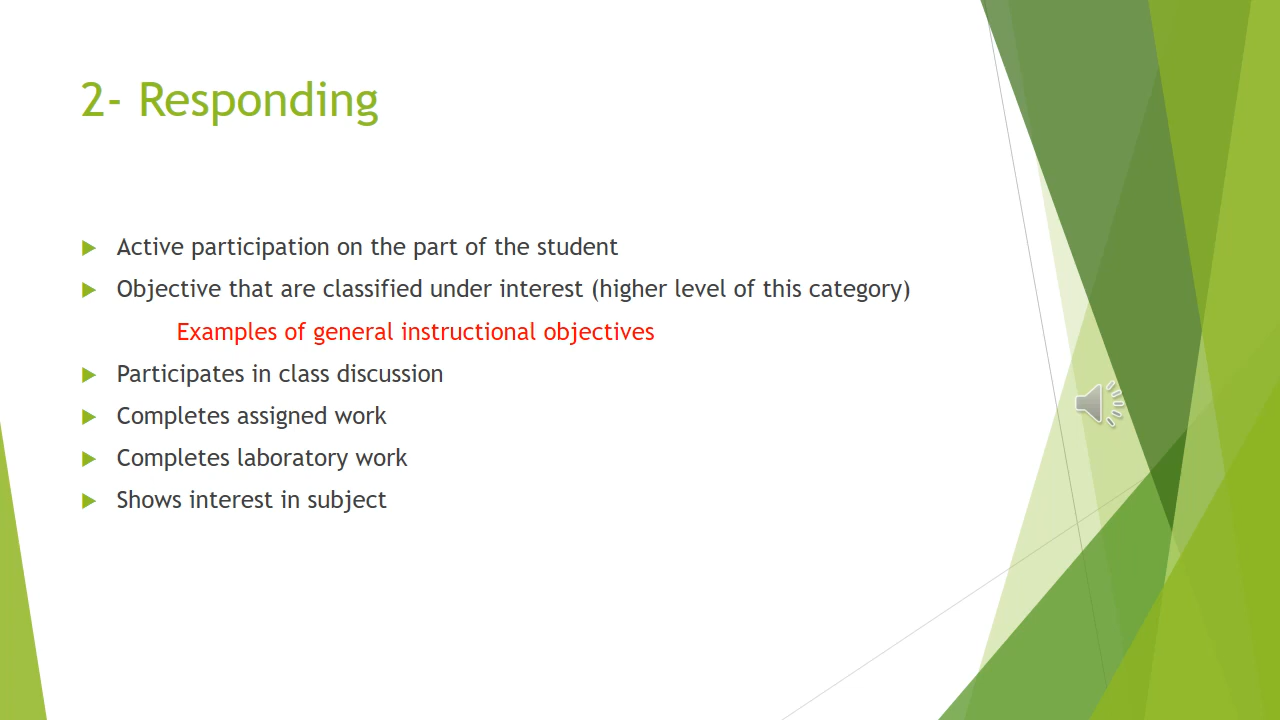 2- Responding
Active participation on the part of the student
Objective that are classified under interest (higher level of this category)
Examples of general instructional objectives
Participates in class discussion
Completes assigned work
Completes laboratory work
Shows interest in subject